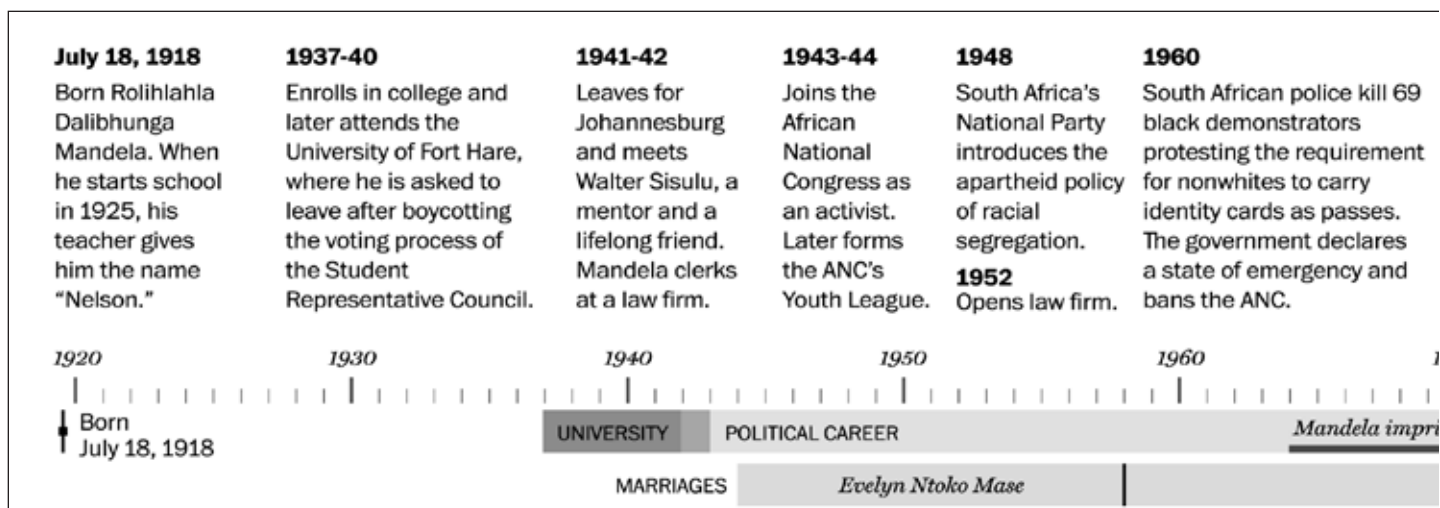 July 18, 1918
Born Rolihlahla
Dalibhunga
Mandela. When
he starts school
in 1925, his
teacher gives
him the name
“Nelson.”
1937-40
Enrolls in college and
later attends the
University of Fort Hare,
where he is asked to
leave after boycotting
the voting process of
the Student
Representative Council.
1941-42
Leaves for
Johannesburg
and meets
Walter Sisulu, a
mentor and a
lifelong friend.
Mandela clerks
at a law firm.
1943-44
Joins the
African
National
Congress as
an activist.
Later forms
the ANC’s
Youth League.
1948
South Africa’s
National Party
introduces the
apartheid policy
of racial
segregation.
1952
Opens law firm.
1960
South African police kill 69
black demonstrators
protesting the requirement
for nonwhites to carry
identity cards as passes.
The government declares
a state of emergency and
bans the ANC.
1920 1930 1940 1950 1960
Born
July 18, 1918
UNIVERSITY POLITICAL CAREER Mandela impri
MARRIAGES Evelyn Ntoko Mase